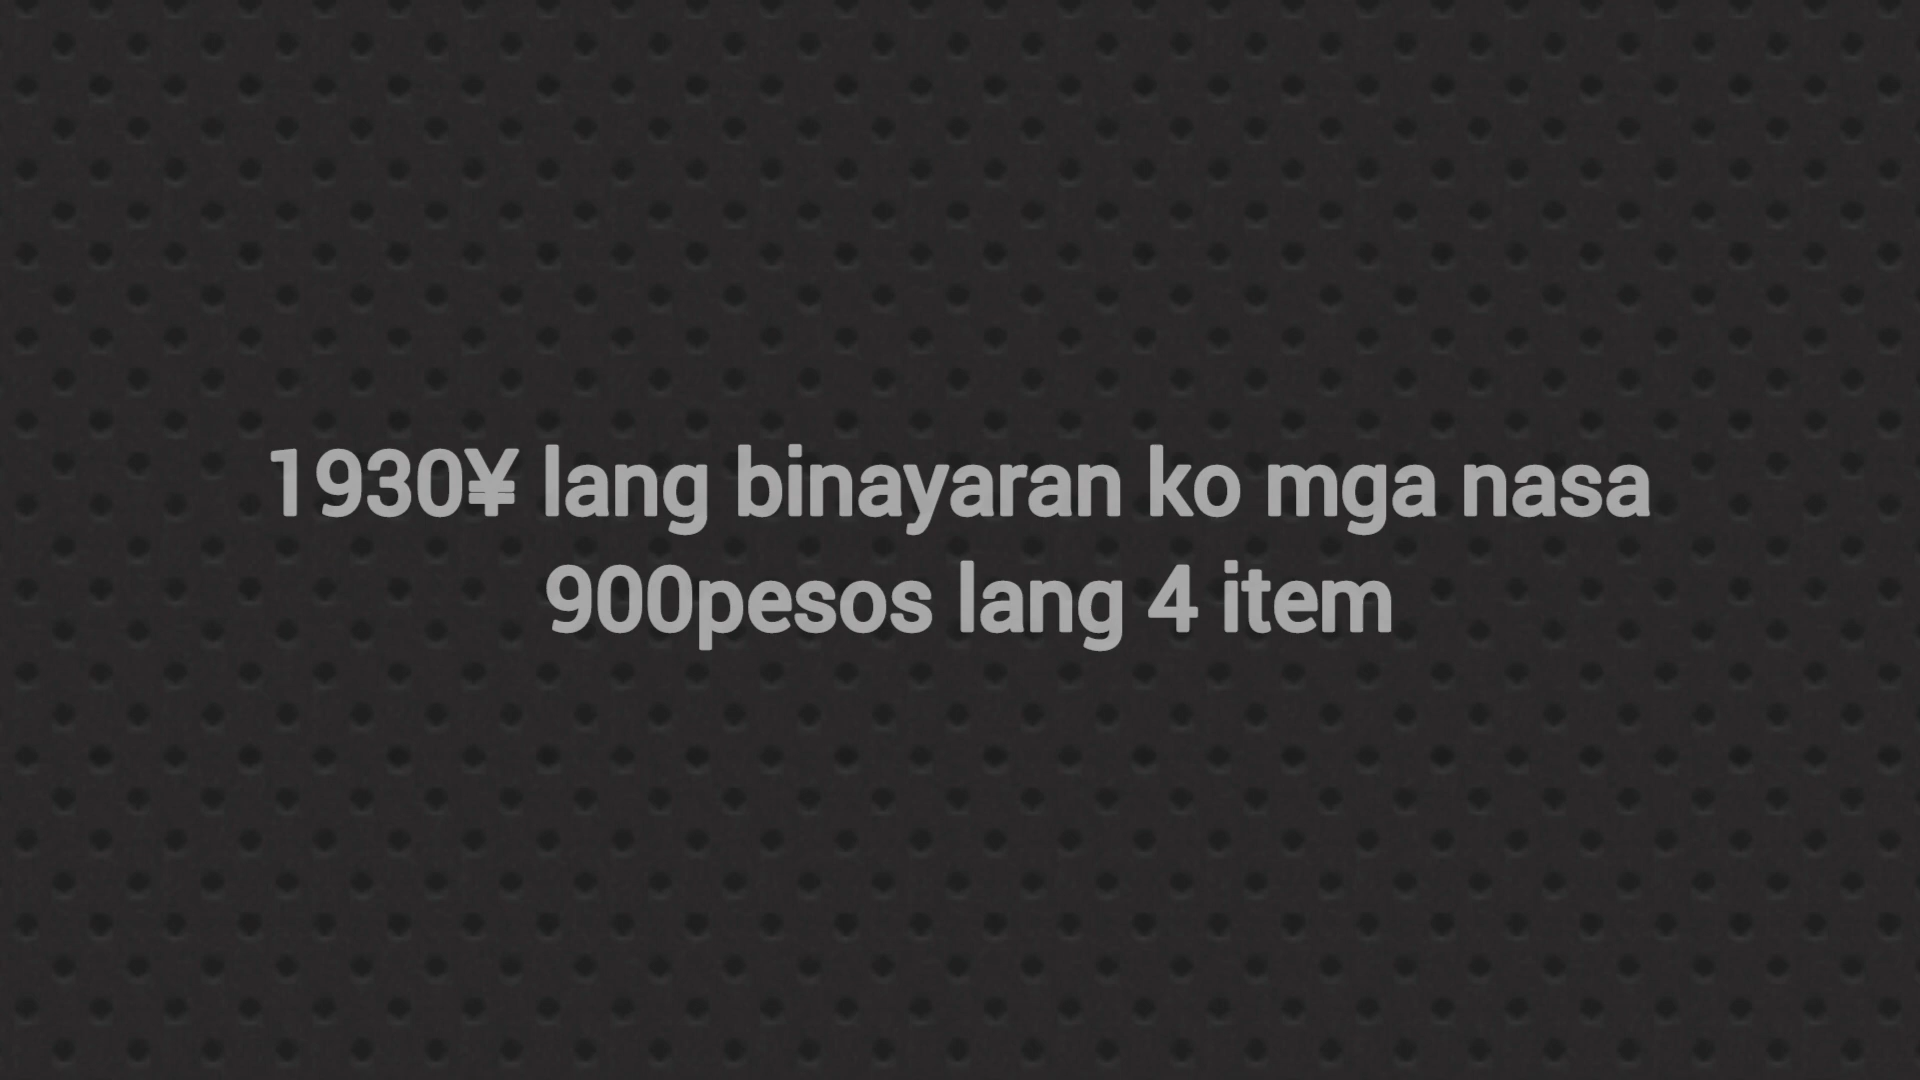 1930¥ lang binayaran ko mga nasa
900pesos lang 4 item